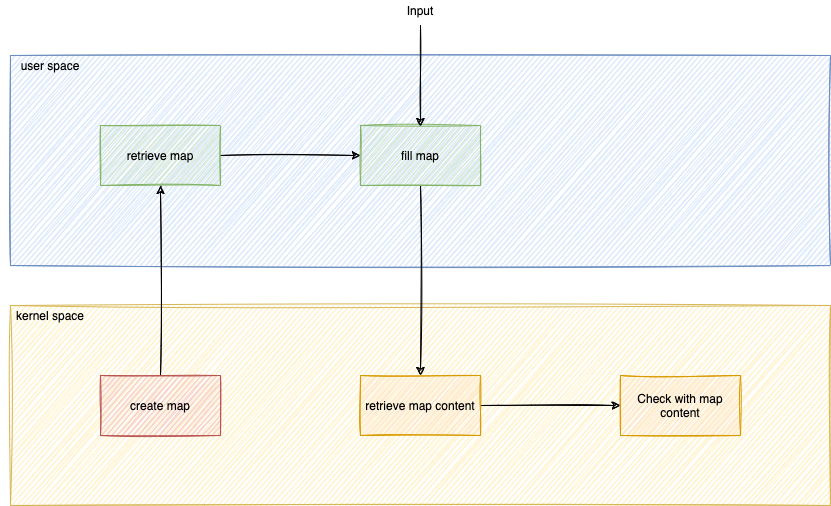 Input
user space
retrieve map
fill map
kernel space
create map
retrieve map content
Check with map
content